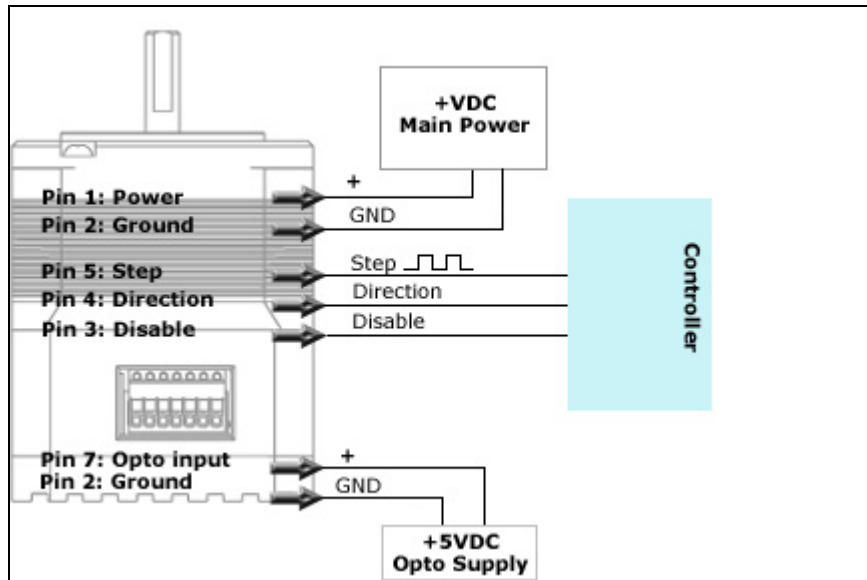 +VDC
Main Power
Pin 1: Power
+
Pin 2: Ground
GND
Pin 5: Step
Step
Pin 4: Direction
Direction
Pin 3: Disable
Disable
Controller
Pin 7: Opto input
+
Pin 2: Ground
GND
+5VDC
Opto Supply